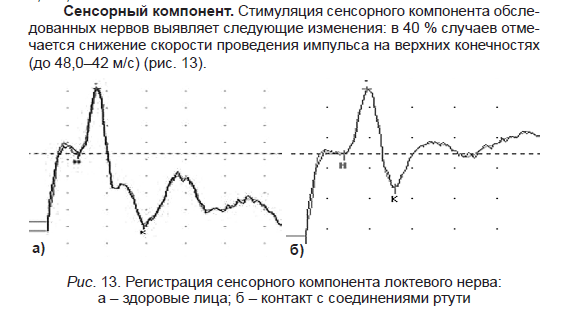 Сенсорный компонент. Стимуляция сенсорного компонента обсле-
дованных нервов выявляет следующие изменения: в 40 % случаев отме-
чается снижение скорости проведения импульса на верхних конечностях
(до 48,0–42 м/с) (рис. 13).
н
к
а)
Н
К
б)
Рис. 13. Регистрация сенсорного компонента локтевого нерва:
а – здоровые лица; б – контакт с соединениями ртути